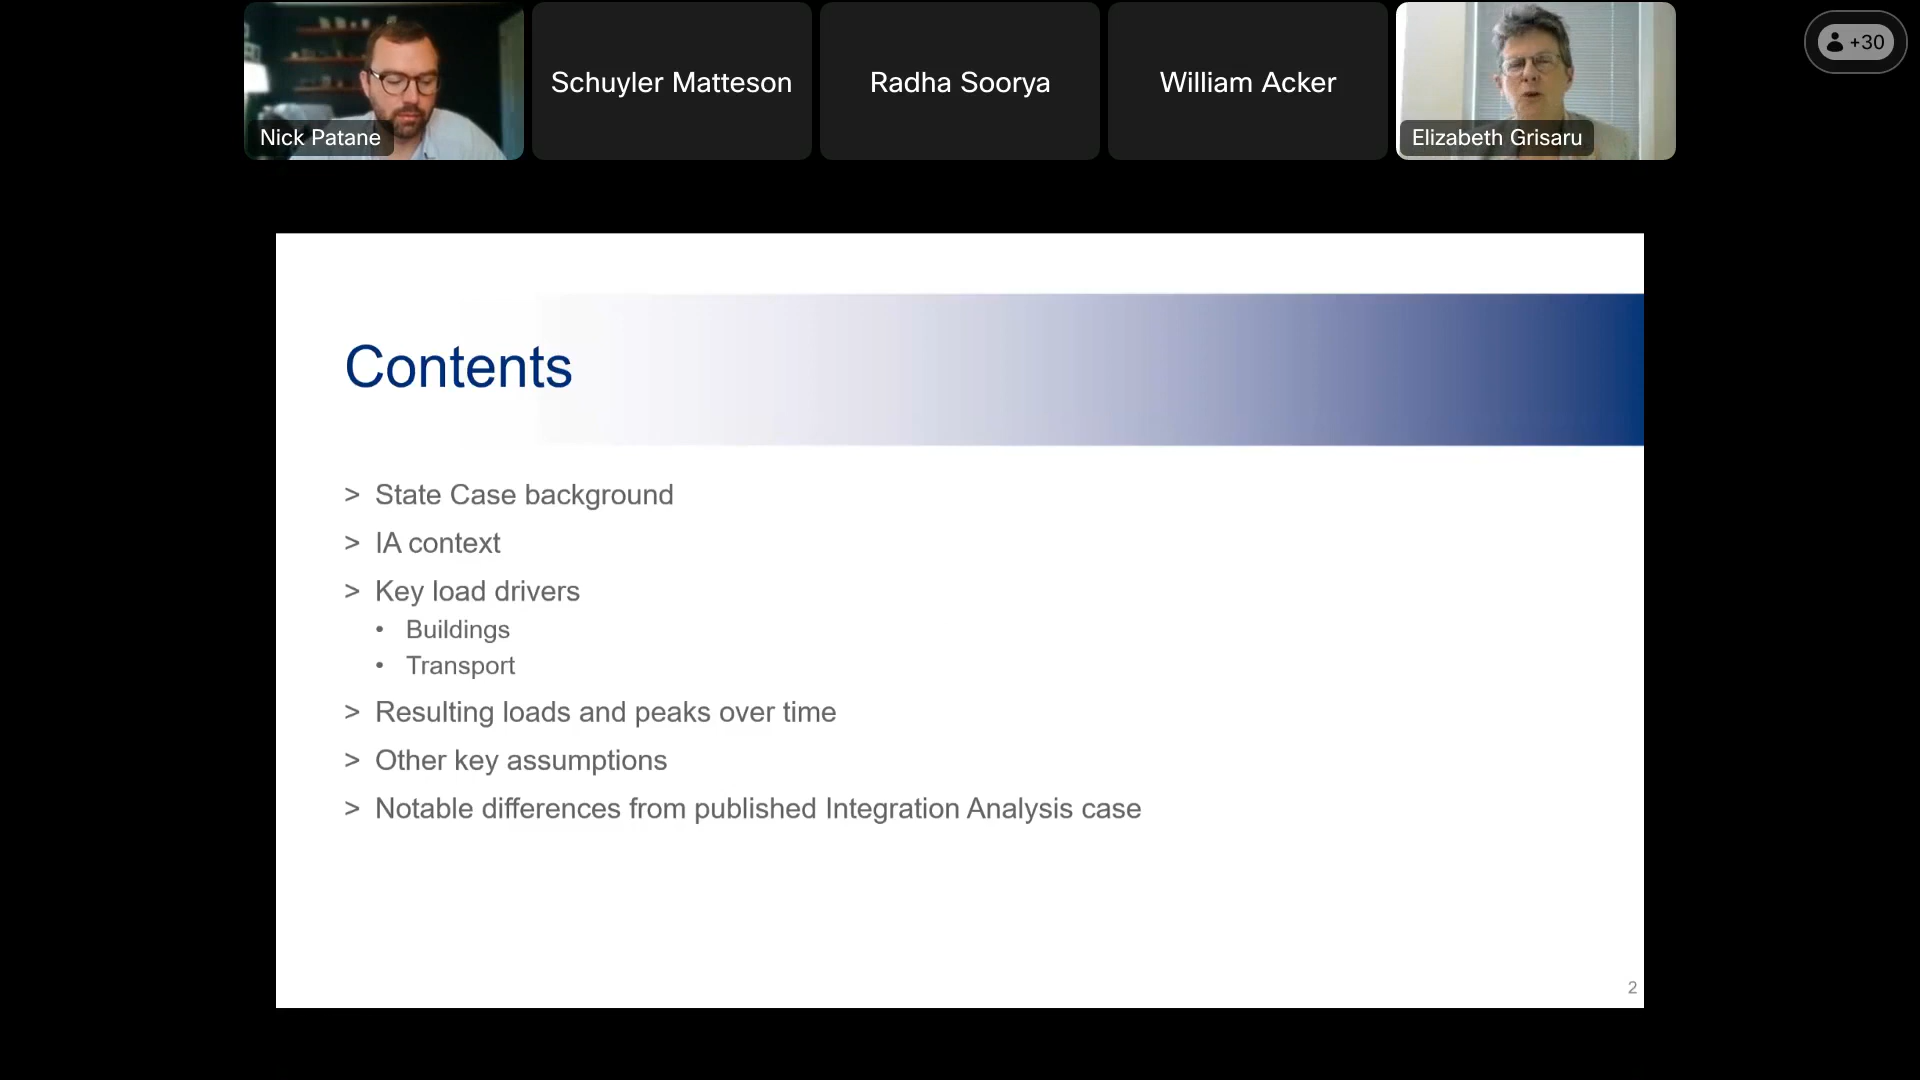 Nick Patane
Schuyler Matteson
Radha Soorya
William Acker
Elizabeth Grisaru
+30
Contents
> State Case background
> IA context
> Key load drivers
• Buildings
• Transport
> Resulting loads and peaks over time
> Other key assumptions
> Notable differences from published Integration Analysis case
2